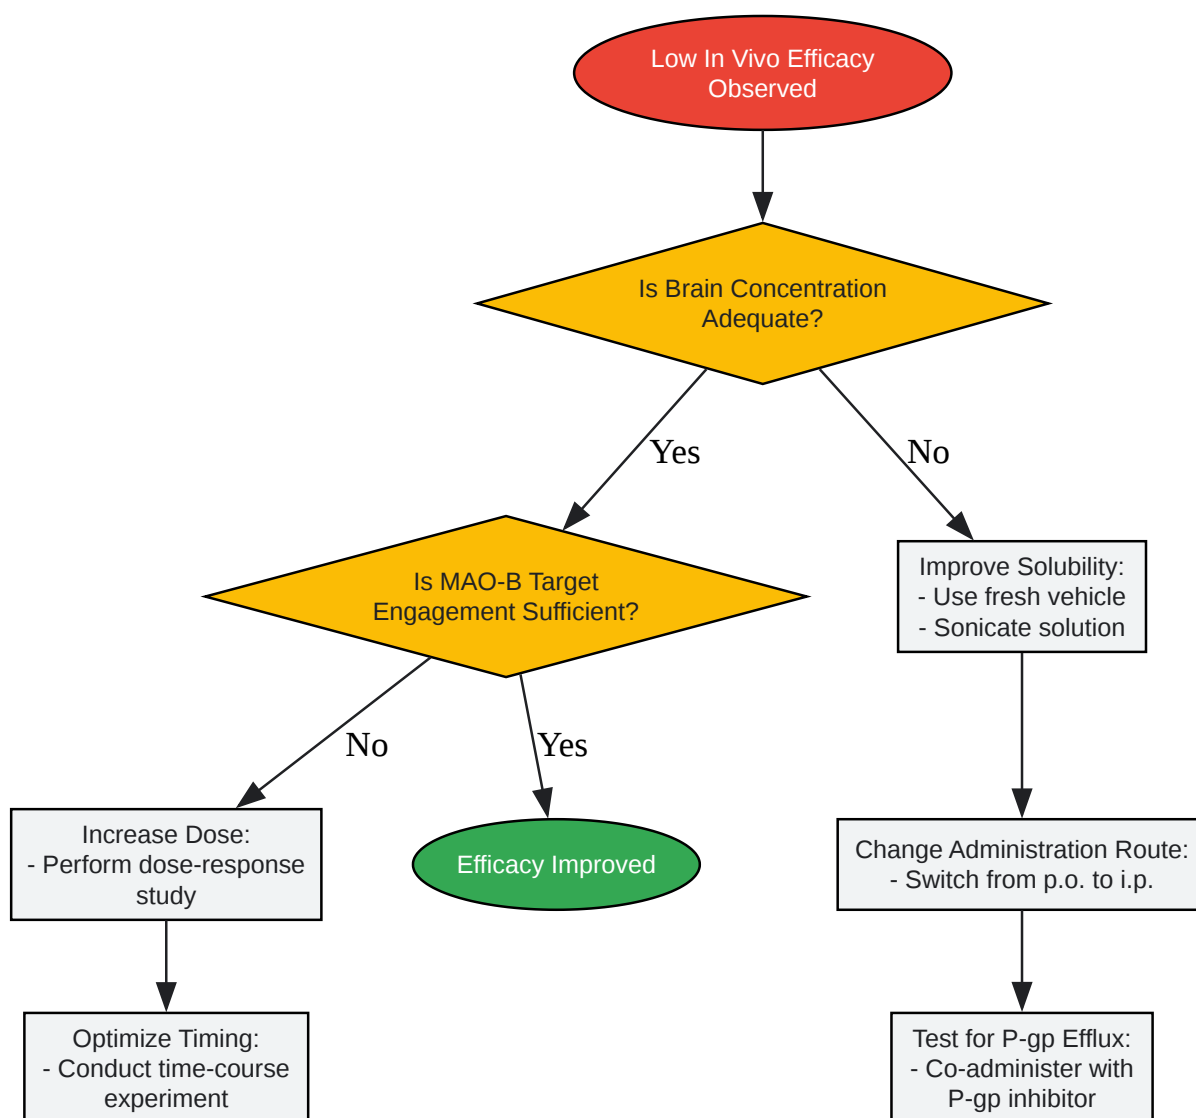 Low In Vivo Efficacy
Observed
Is Brain Concentration
Adequate?
Yes
No
Is MAO-B Target
Engagement Sufficient?
Improve Solubility:
- Use fresh vehicle
- Sonicate solution
No
Yes
Increase Dose:
- Perform dose-response
study
Efficacy Improved
Change Administration Route:
- Switch from p.o. to i.p.
Optimize Timing:
- Conduct time-course
experiment
Test for P-gp Efflux:
- Co-administer with
P-gp inhibitor